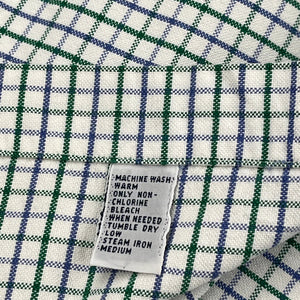 MACHINE WASH
WARM
ONLY NON-
CHLORINE
BLEACH
WHEN NEEDED
TUMBLE DRY
LOW
STEAM IRON
MEDIUM